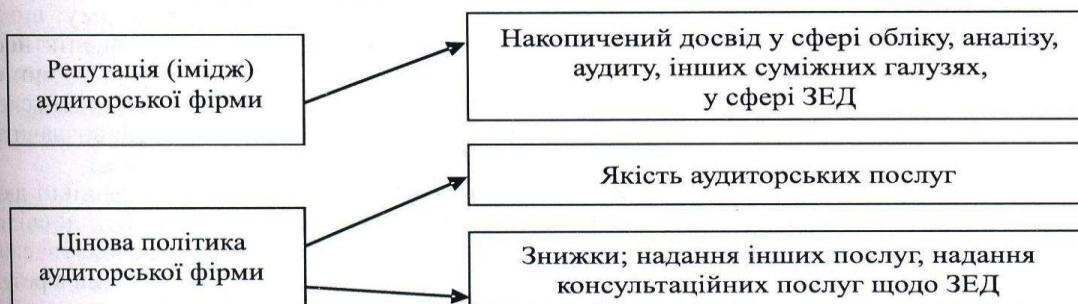 Репутація (імідж)
аудиторської фірми
Накопичений досвід у сфері обліку, аналізу,
аудиту, інших суміжних галузях,
у сфері ЗЕД
Цінова політика
аудиторської фірми
Якість аудиторських послуг
Знижки; надання інших послуг, надання
консультаційних послуг щодо ЗЕД